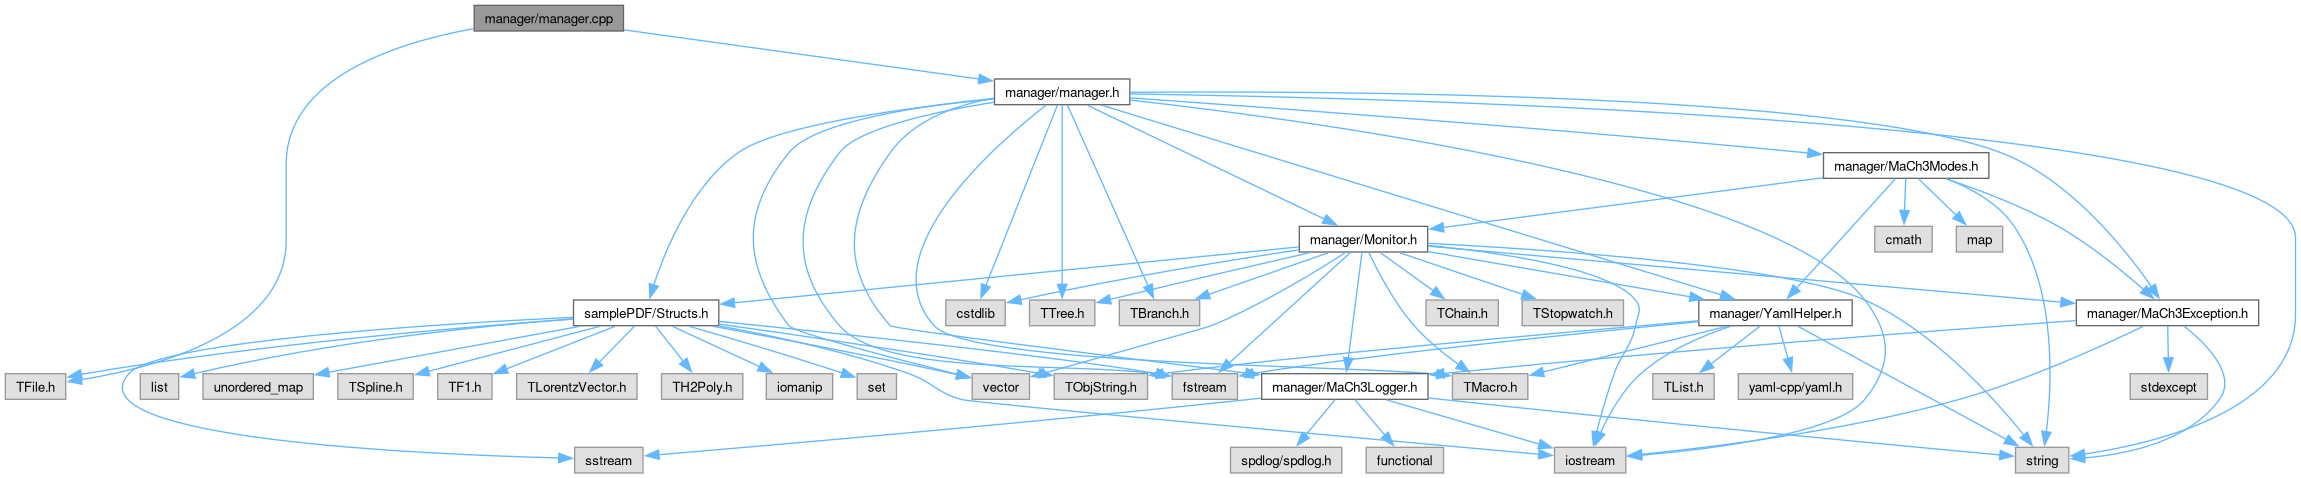 manager/manager.cpp
manager/manager.h
manager/MaCh3Modes.h
manager/Monitor.h
cmath
map
samplePDF/Structs.h
cstdlib
TTree.h
TBranch.h
TChain.h
TStopwatch.h
manager/YamlHelper.h
manager/MaCh3Exception.h
TFile.h
list
unordered_map
TSpline.h
TF1.h
TLorentzVector.h
TH2Poly.h
iomanip
set
vector
TObjString.h
fstream
manager/MaCh3Logger.h
TMacro.h
TList.h
yaml-cpp/yaml.h
stdexcept
sstream
spdlog/spdlog.h
functional
iostream
string